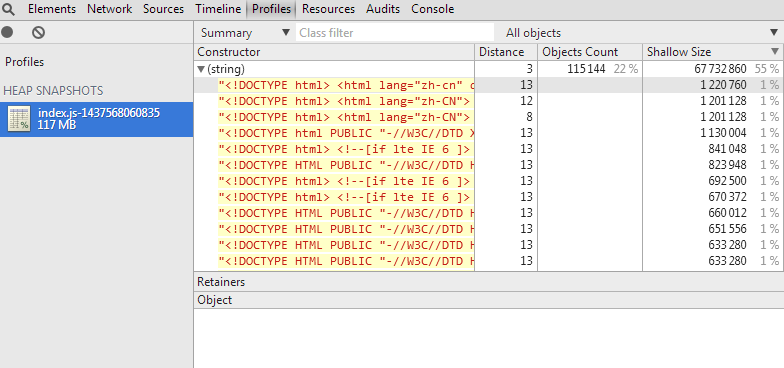 Elements Network Sources Timeline Profiles Resources Audits Console
Summary ▼ Class filter All objects ▼
Profiles
HEAP SNAPSHOTS
index.js-1437568060835
117 MB
Constructor Distance Objects Count Shallow Size ▼
▼(string) 3 115 144 22 % 67 732 860 55 %
"<!DOCTYPE html> <html lang="zh-cn" 13 1 220 760 1 %
"<!DOCTYPE html> <html lang="zh-CN"> 12 1 201 128 1 %
"<!DOCTYPE html> <html lang="zh-CN"> 8 1 201 128 1 %
"<!DOCTYPE html PUBLIC "-//W3C//DTD 13 1 130 004 1 %
"<!DOCTYPE html> <!--[if lte IE 6 ]> 13 841 048 1 %
"<!DOCTYPE HTML PUBLIC "-//W3C//DTD 13 823 948 1 %
"<!DOCTYPE html> <!--[if lte IE 6 ]> 13 692 500 1 %
"<!DOCTYPE html> <!--[if lte IE 6 ]> 13 670 372 1 %
"<!DOCTYPE HTML PUBLIC "-//W3C//DTD 13 660 012 1 %
"<!DOCTYPE HTML PUBLIC "-//W3C//DTD 13 651 556 1 %
"<!DOCTYPE HTML PUBLIC "-//W3C//DTD 13 633 280 1 %
"<!DOCTYPE HTML PUBLIC "-//W3C//DTD 13 633 280 1 %
Retainers
Object